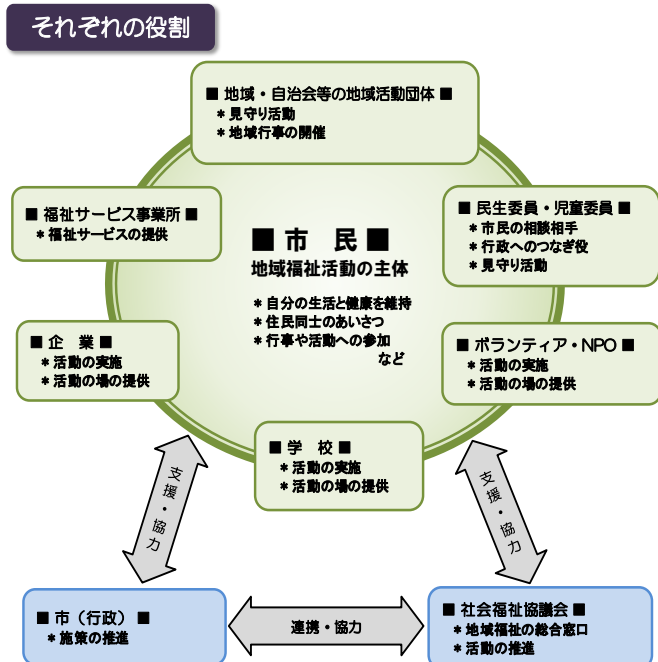 それぞれの役割
■ 地域・自治会等の地域活動団体 ■
＊見守り活動
＊地域行事の開催
■ 福祉サービス事業所 ■
＊福祉サービスの提供
■ 民生委員・児童委員 ■
＊市民の相談相手
＊行政へのつなぎ役
＊見守り活動
■ 市　民 ■
地域福祉活動の主体
＊自分の生活と健康を維持
＊住民同士のあいさつ
＊行事や活動への参加
など
■ 企　業 ■
＊活動の実施
＊活動の場の提供
■ ボランティア・NPO ■
＊活動の実施
＊活動の場の提供
■ 学　校 ■
＊活動の実施
＊活動の場の提供
支援・協力
支援・協力
■ 市（行政） ■
＊施策の推進
連携・協力
■ 社会福祉協議会 ■
＊地域福祉の総合窓口
＊活動の推進